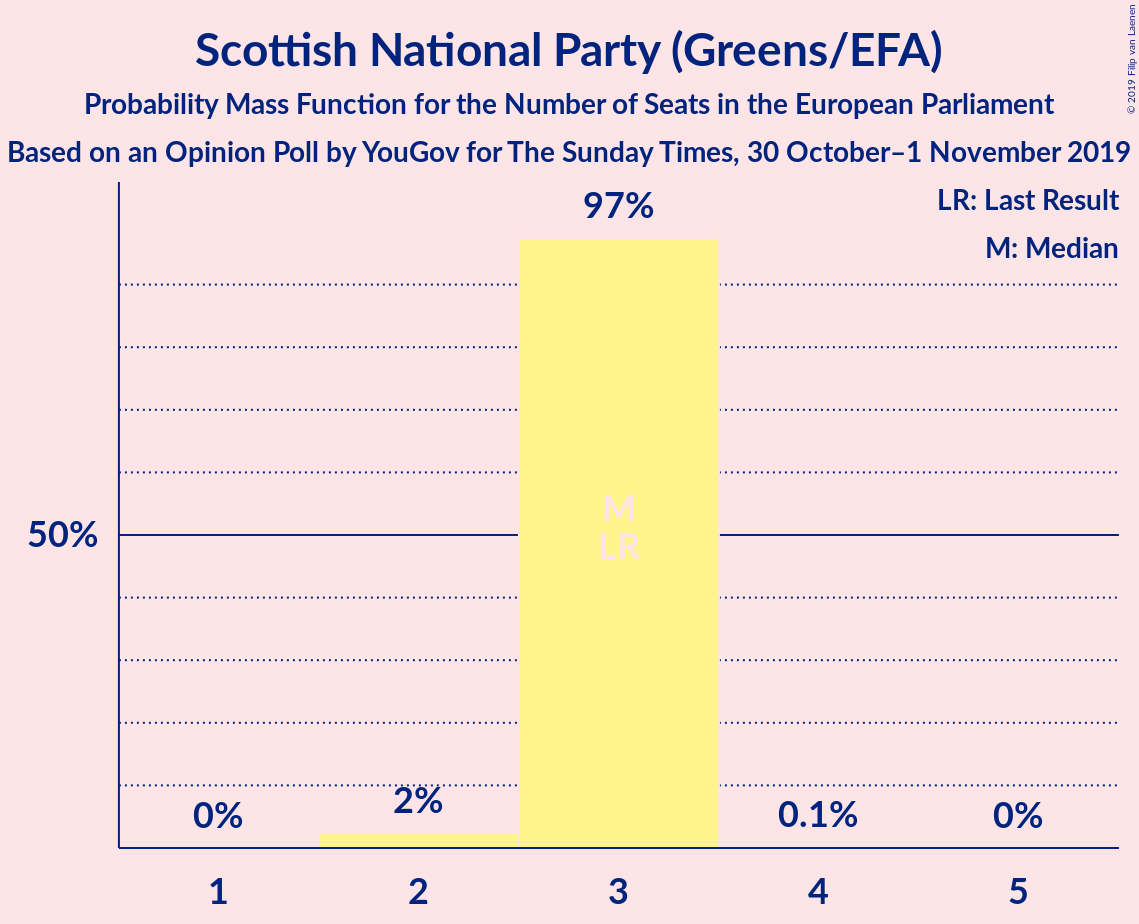 Scottish National Party (Greens/EFA)
Probability Mass Function for the Number of Seats in the European Parliament
Based on an Opinion Poll by YouGov for The Sunday Times, 30 October–1 November 2019
© 2019 Filip van Laenen
LR: Last Result
M: Median
97%
M
LR
50%
0%
2%
0.1%
0%
1
2
3
4
5